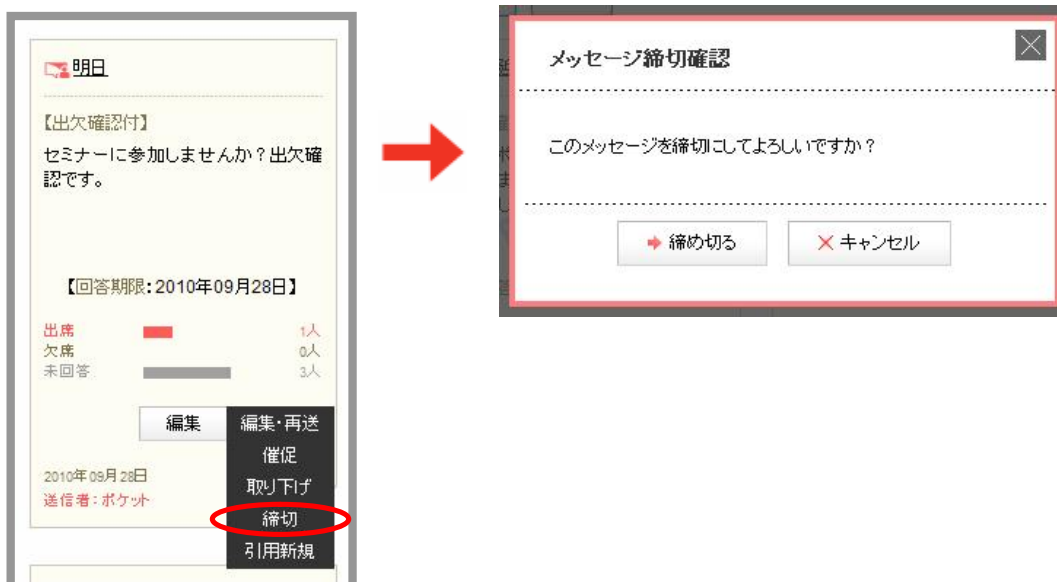 明日
【出欠確認付】
セミナーに参加しませんか？出欠確
認です。
【回答期限:2010年09月28日】
出席 1人
欠席 0人
未回答 3人
編集
編集・再送
催促
取り下げ
締切
引用新規
2010年09月28日
送信者：ポケット
メッセージ締切確認
このメッセージを締切にしてよろしいですか？
締め切る
キャンセル